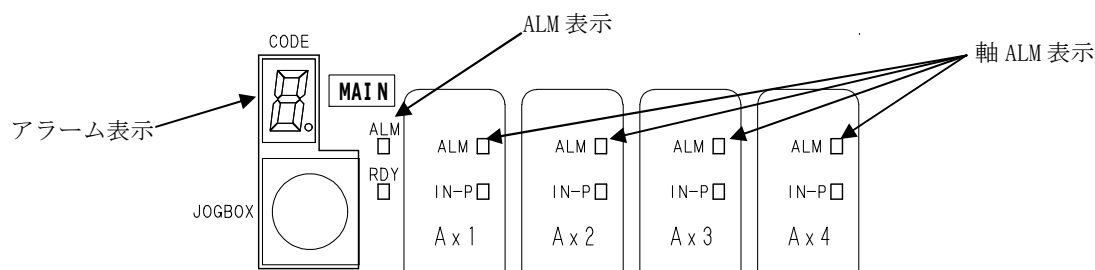 ALM 表示
CODE
軸 ALM 表示
MAIN
アラーム表示
ALM
ALM
ALM
ALM
ALM
RDY
IN-P
IN-P
IN-P
IN-P
JOGBOX
Ax1
Ax2
Ax3
Ax4